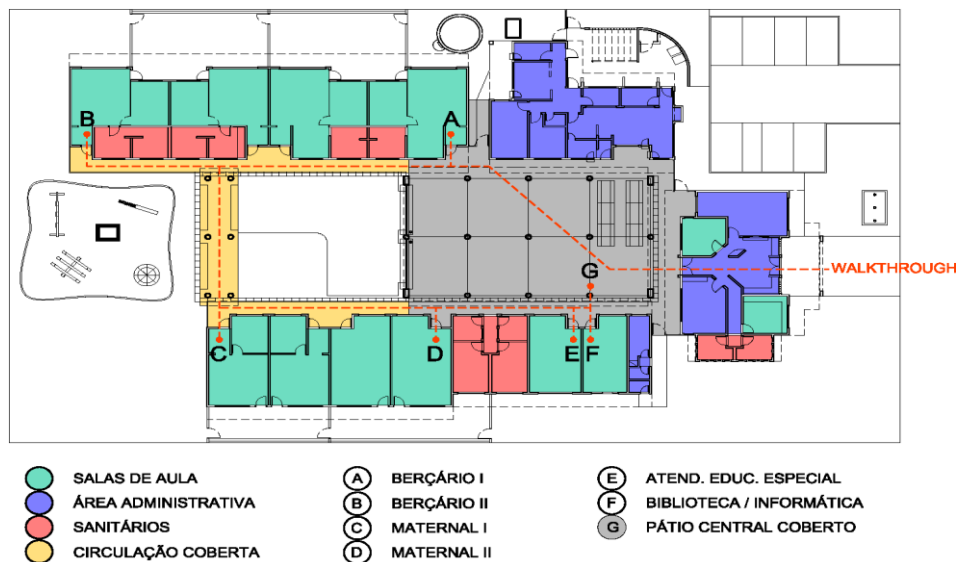 B
A
G
WALKTHROUGH
C
D
E
F
SALAS DE AULA
ÁREA ADMINISTRATIVA
SANITÁRIOS
CIRCULAÇÃO COBERTA
A BERÇÁRIO I
B BERÇÁRIO II
C MATERNAL I
D MATERNAL II
E ATEND. EDUC. ESPECIAL
F BIBLIOTECA / INFORMÁTICA
G PÁTIO CENTRAL COBERTO